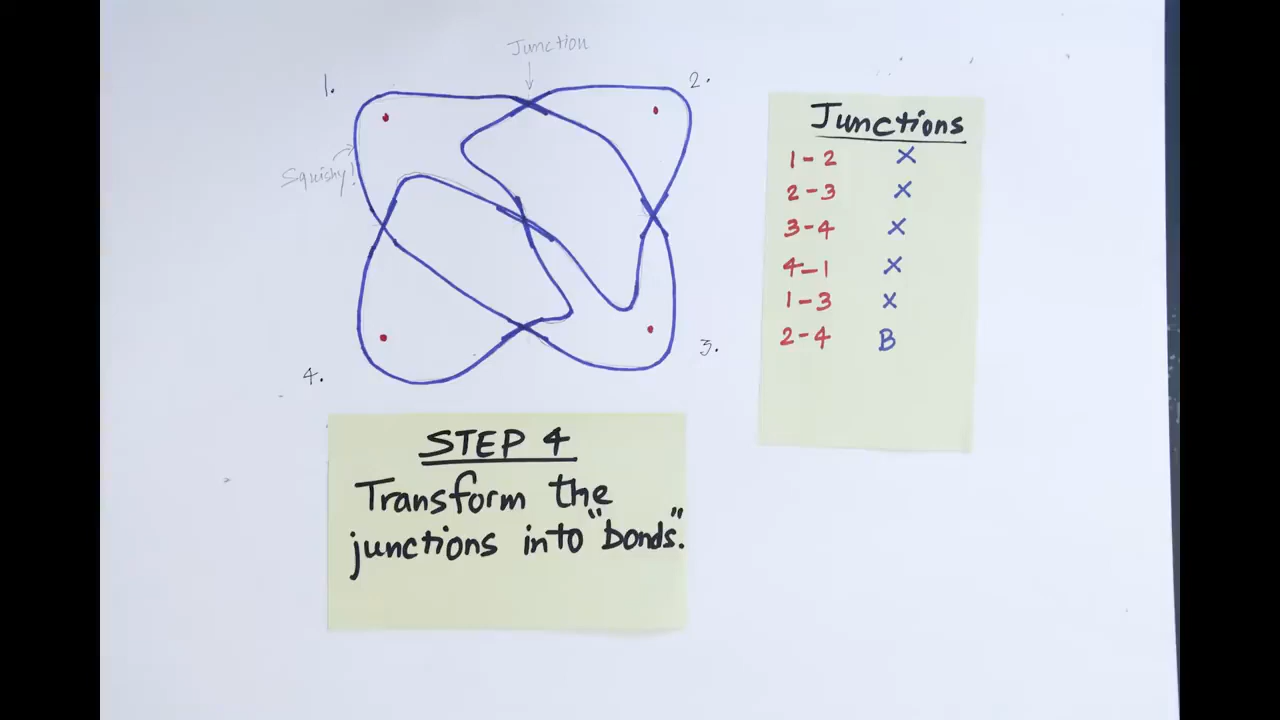 Junction
1.
2.
Squishy!
3.
4.
Junctions
1-2 X
2-3 X
3-4 X
4-1 X
1-3 X
2-4 B
STEP 4
Transform the
junctions into "bonds".